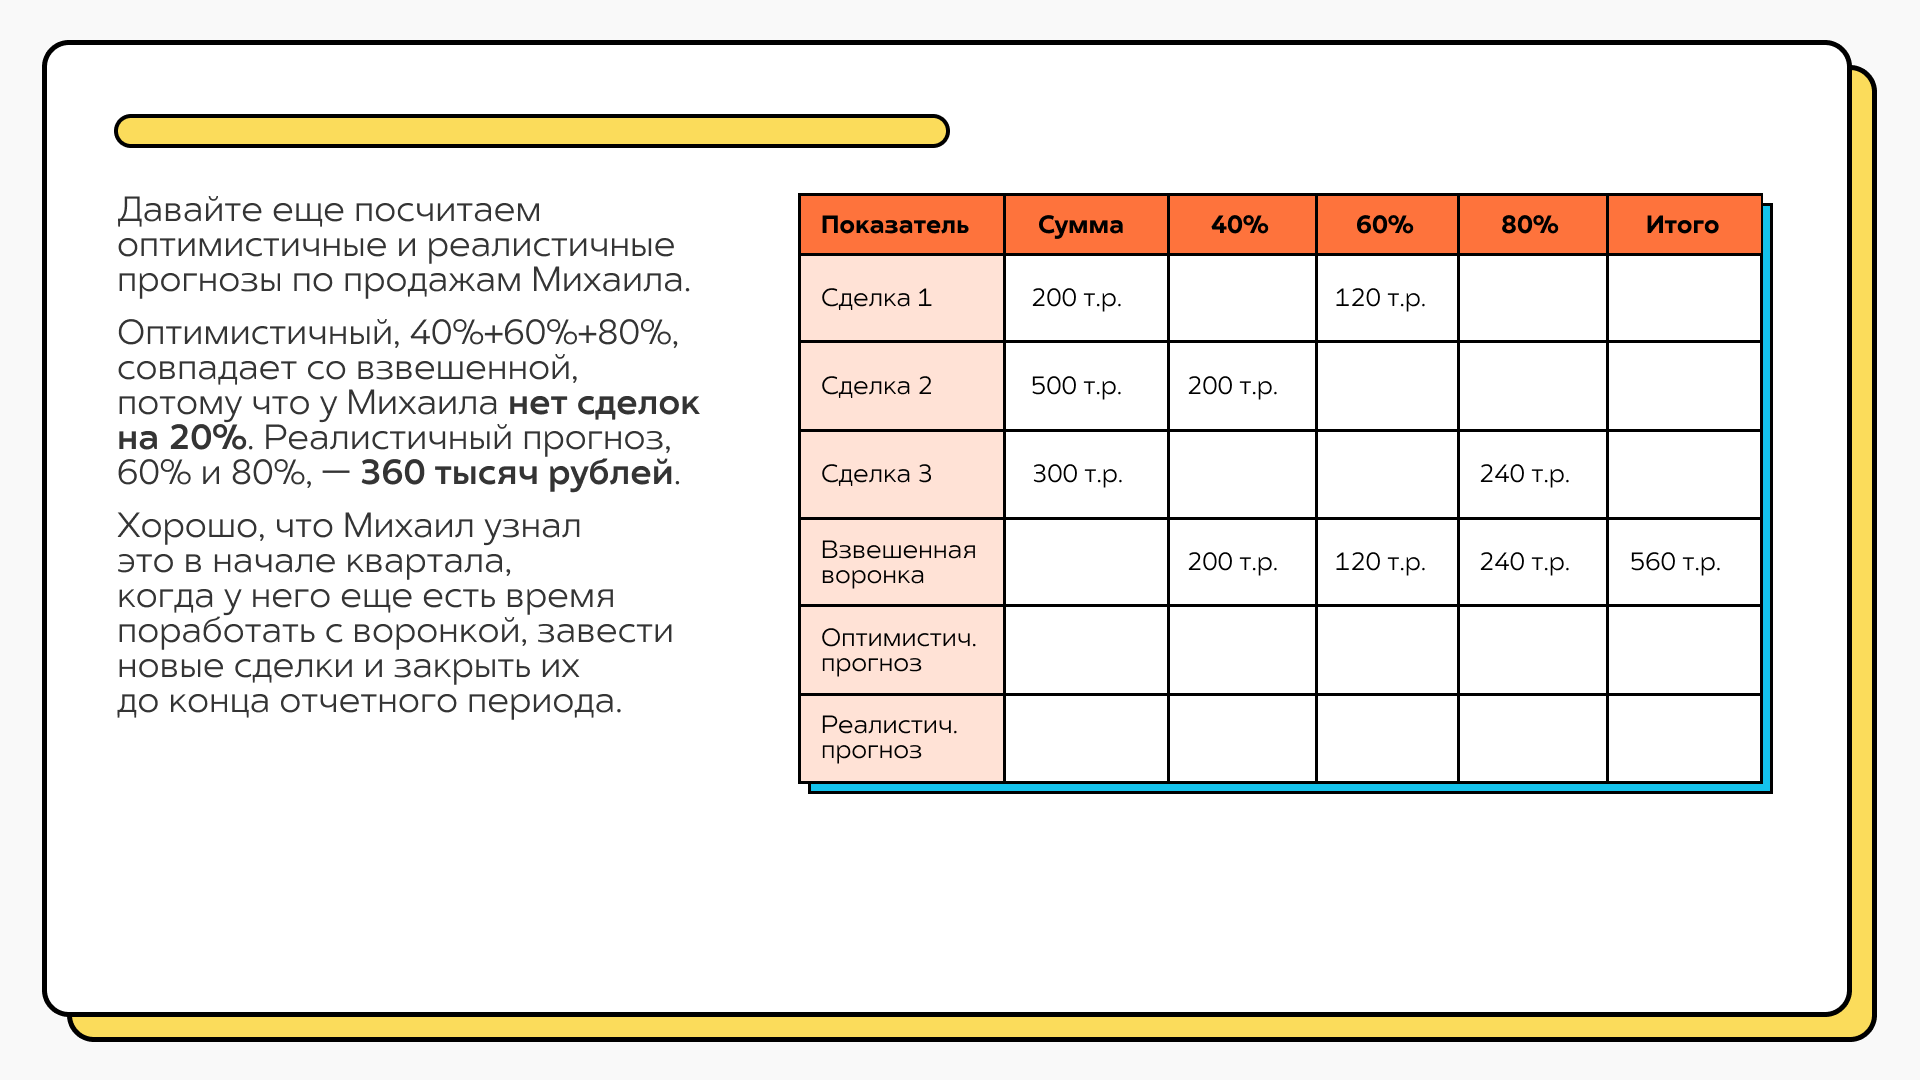 Давайте еще посчитаем
оптимистичные и реалистичные
прогнозы по продажам Михаила.
Оптимистичный, 40%+60%+80%,
совпадает со взвешенной,
потому что у Михаила нет сделок
на 20%. Реалистичный прогноз,
60% и 80%, — 360 тысяч рублей.
Хорошо, что Михаил узнал
это в начале квартала,
когда у него еще есть время
поработать с воронкой, завести
новые сделки и закрыть их
до конца отчетного периода.
Показатель Сумма 40% 60% 80% Итого
Сделка 1 200 т.р. 120 т.р.
Сделка 2 500 т.р. 200 т.р.
Сделка 3 300 т.р. 240 т.р.
Взвешенная
воронка 200 т.р. 120 т.р. 240 т.р. 560 т.р.
Оптимистич.
прогноз
Реалистич.
прогноз